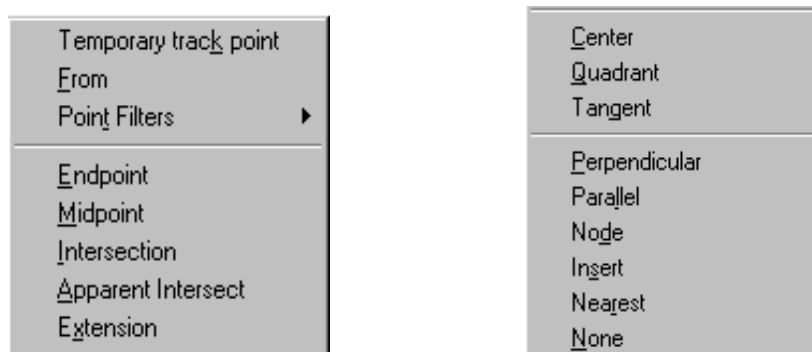 Temporary track point
From
Point Filters
Endpoint
Midpoint
Intersection
Apparent Intersect
Extension
Center
Quadrant
Tangent
Perpendicular
Parallel
Node
Insert
Nearest
None